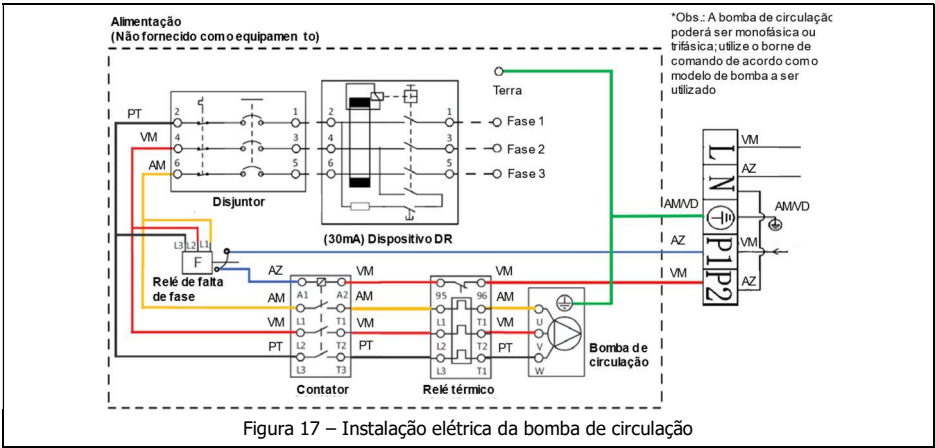 Alimentação
(Não fornecido com o equipamen to)
*Obs.: A bomba de circulação
poderá ser monofásica ou
trifásica; utilize o borne de
comando de acordo com o
modelo de bomba a ser
utilizado
Terra
PT
2
1
2
1
Fase 1
VM
4
3
4
3
Fase 2
AM
6
5
6
5
Fase 3
Disjuntor
(30mA) Dispositivo DR
L
VM
N
AZ
AM/VD
AM/VD
AZ
P1
VM
VM
P2
AZ
L3
L2
L1
F
Relé de falta
de fase
AZ
VM
VM
A1
A2
95
96
AM
AM
AM
L1
T1
L1
T1
U
VM
VM
VM
L2
T2
L2
T2
V
PT
PT
PT
L3
T3
L3
T1
W
Contator
Relé térmico
Bomba de
circulação
Figura 17 – Instalação elétrica da bomba de circulação